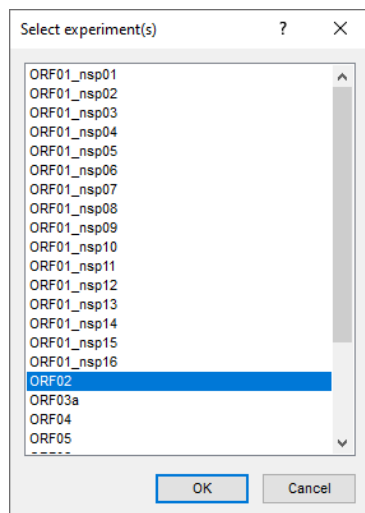 Select experiment(s)
?
ORF01_nsp01
ORF01_nsp02
ORF01_nsp03
ORF01_nsp04
ORF01_nsp05
ORF01_nsp06
ORF01_nsp07
ORF01_nsp08
ORF01_nsp09
ORF01_nsp10
ORF01_nsp11
ORF01_nsp12
ORF01_nsp13
ORF01_nsp14
ORF01_nsp15
ORF01_nsp16
ORF02
ORF03a
ORF04
ORF05
OK
Cancel